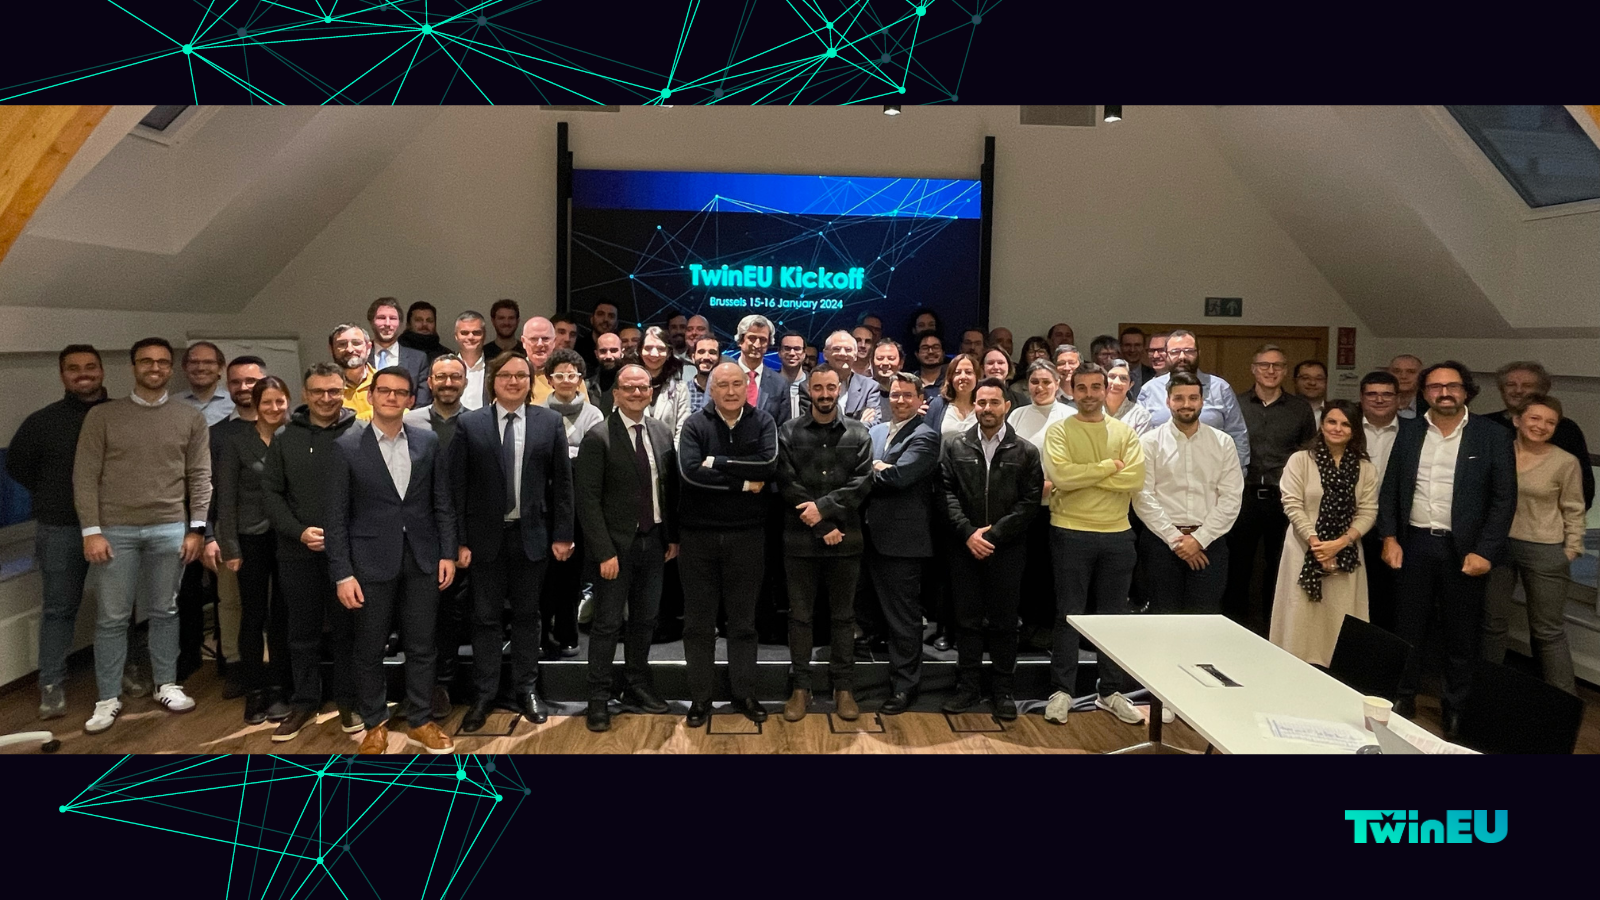 TwinEU Kickoff
Brussels 15-16 January 2024
TwinEU